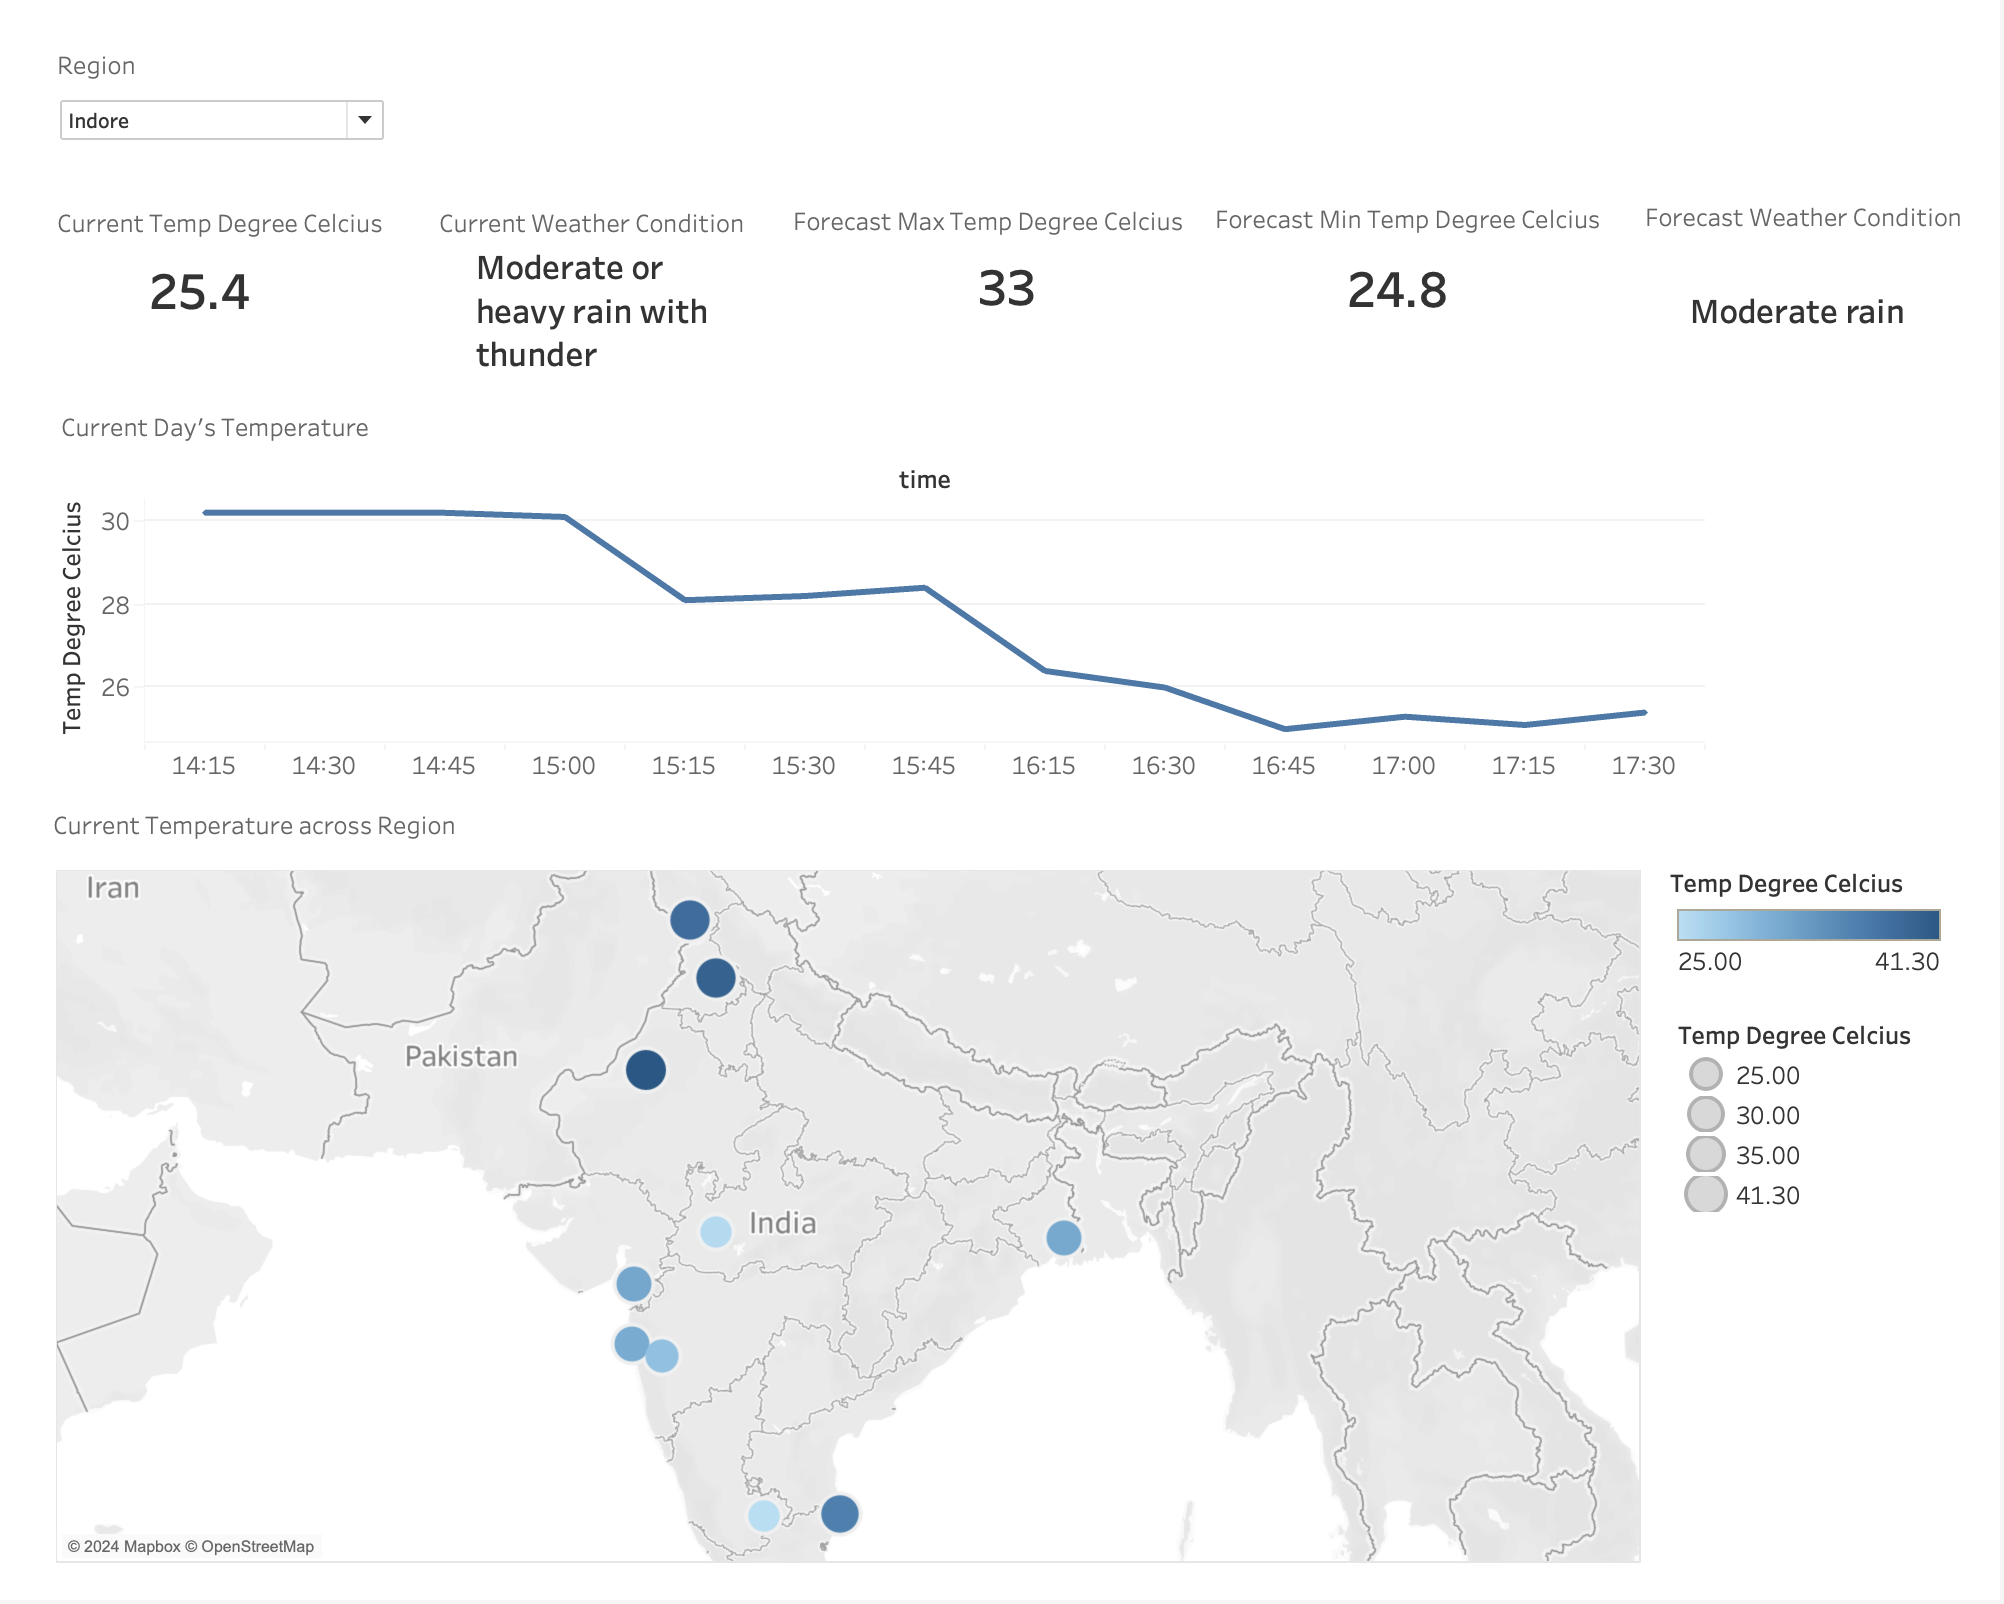 Region
Indore
Current Temp Degree Celcius
25.4
Current Weather Condition
Moderate or
heavy rain with
thunder
Forecast Max Temp Degree Celcius
33
Forecast Min Temp Degree Celcius
24.8
Forecast Weather Condition
Moderate rain
Current Day's Temperature
time
Temp Degree Celcius
30
28
26
14:15 14:30 14:45 15:00 15:15 15:30 15:45 16:15 16:30 16:45 17:00 17:15 17:30
Current Temperature across Region
Iran
Pakistan
India
© 2024 Mapbox © OpenStreetMap
Temp Degree Celcius
25.00 41.30
Temp Degree Celcius
25.00
30.00
35.00
41.30